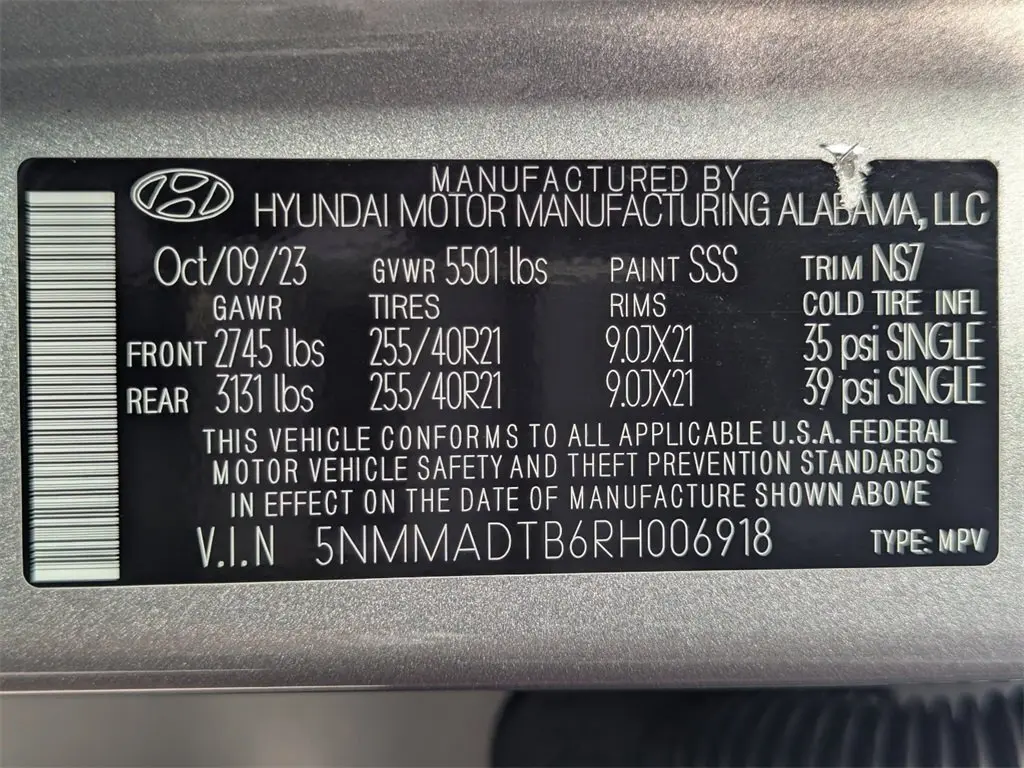 MANUFACTURED BY
HYUNDAI MOTOR MANUFACTURING ALABAMA, LLC
Oct/09/23 GVWR 5501 lbs PAINT SSS TRIM NS7
GAWR TIRES RIMS COLD TIRE INFL
FRONT 2745 lbs 255/40R21 9.0JX21 35 psi SINGLE
REAR 3131 lbs 255/40R21 9.0JX21 39 psi SINGLE
THIS VEHICLE CONFORMS TO ALL APPLICABLE U.S.A. FEDERAL
MOTOR VEHICLE SAFETY AND THEFT PREVENTION STANDARDS
IN EFFECT ON THE DATE OF MANUFACTURE SHOWN ABOVE
V.I.N 5NMMADTB6RH006918 TYPE: MPV